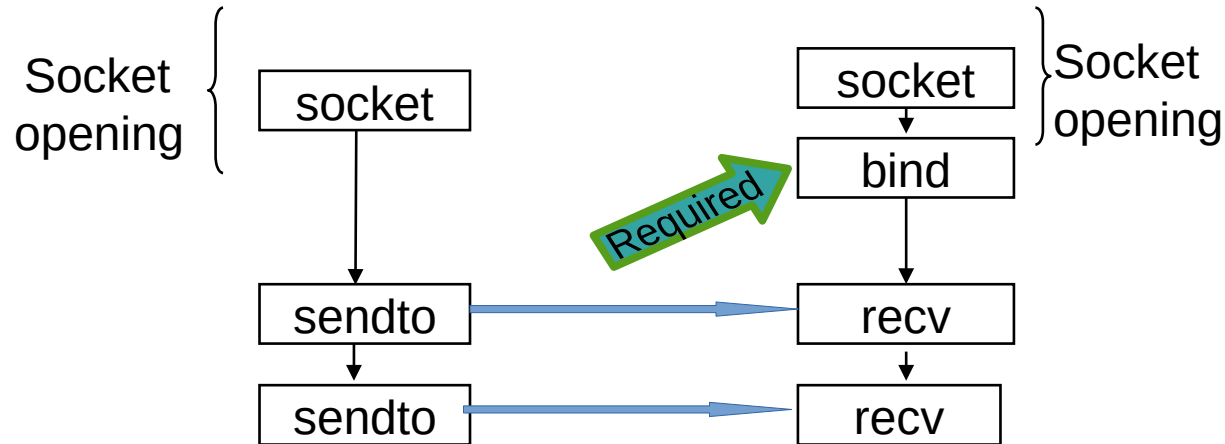 Socket
opening
socket
socket
Socket
opening
bind
Required
sendto
recv
sendto
recv